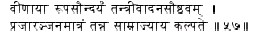 वीणाया रूपसौन्दर्यं तन्त्रीवादनसौष्ठवम् ।
प्रजारञ्जनमात्रं तन्न साम्राज्याय कल्पते ॥ ५७॥